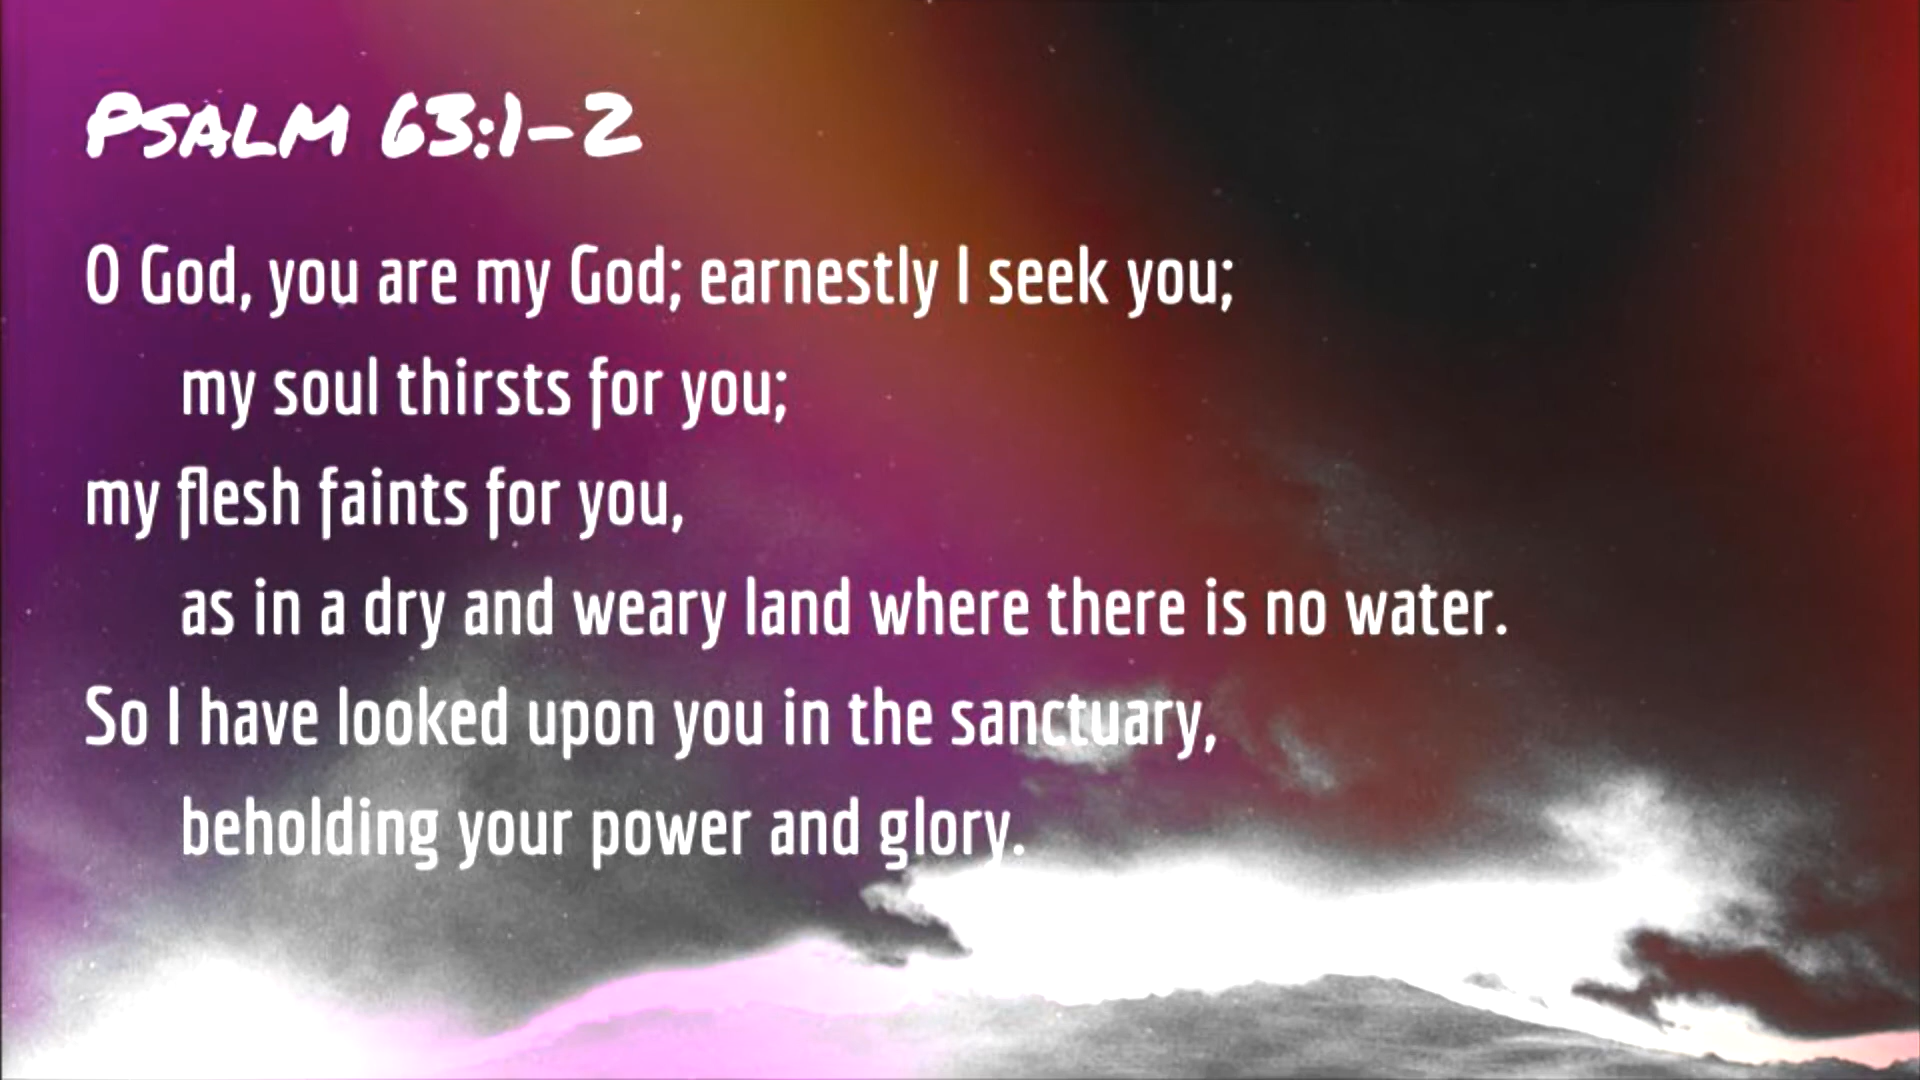 Psalm 63:1-2
O God, you are my God; earnestly I seek you;
my soul thirsts for you;
my flesh faints for you,
as in a dry and weary land where there is no water.
So I have looked upon you in the sanctuary,
beholding your power and glory.